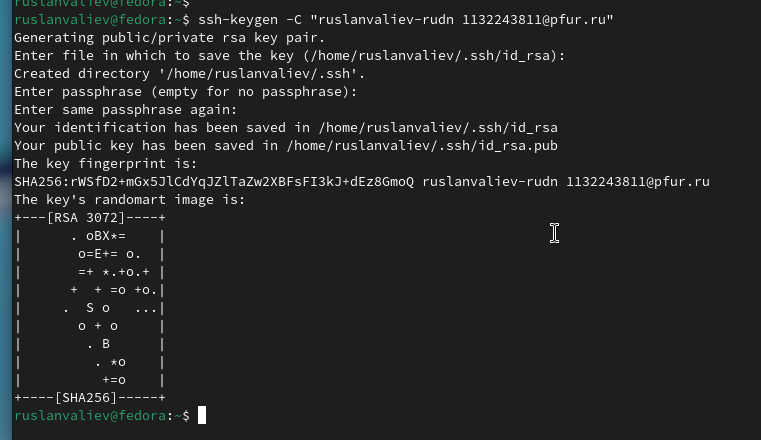 ruslanvaliev@fedora:~$
ruslanvaliev@fedora:~$ ssh-keygen -C "ruslanvaliev-rudn 1132243811@pfur.ru"
Generating public/private rsa key pair.
Enter file in which to save the key (/home/ruslanvaliev/.ssh/id_rsa):
Created directory '/home/ruslanvaliev/.ssh'.
Enter passphrase (empty for no passphrase):
Enter same passphrase again:
Your identification has been saved in /home/ruslanvaliev/.ssh/id_rsa
Your public key has been saved in /home/ruslanvaliev/.ssh/id_rsa.pub
The key fingerprint is:
SHA256:rWSfD2+mGx5JlCdYqJZlTaZw2XBFsFI3kJ+dEz8GmoQ ruslanvaliev-rudn 1132243811@pfur.ru
The key's randomart image is:
+---[RSA 3072]----+
|      . oBX*=    |
|       o=E+= o.  |
|       =+ *.+o.+ |
|      +  + =o +o.|
|     .  S o   ...|
|       o + o     |
|        . B      |
|         . *o    |
|          +=o    |
+----[SHA256]-----+
ruslanvaliev@fedora:~$